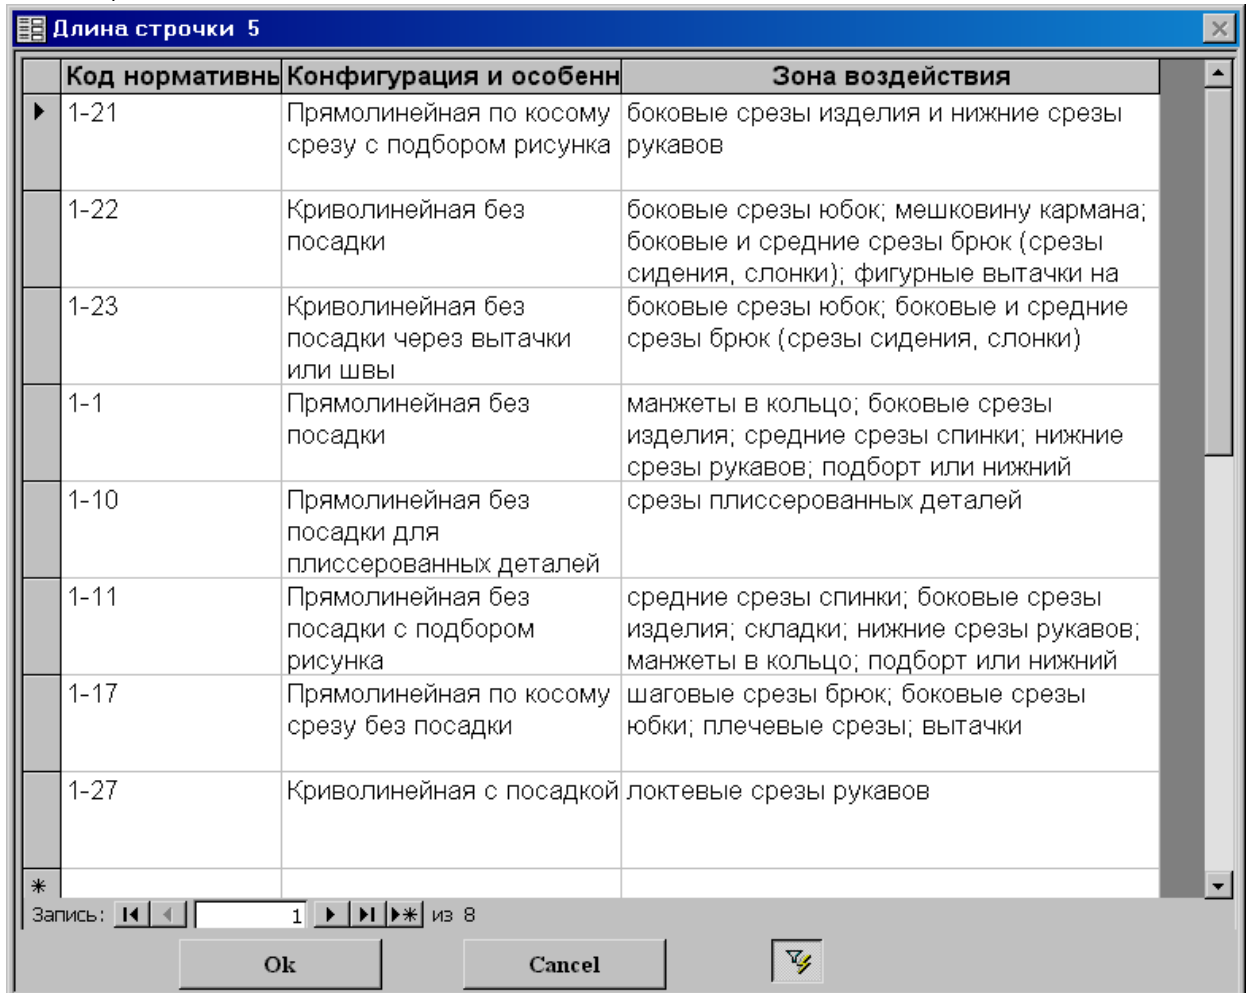 Длина строчки 5
Код нормативнь Конфигурация и особенн Зона воздействия
1-21 Прямолинейная по косому боковые срезы изделия и нижние срезы
срезу с подбором рисунка рукавов
1-22 Криволинейная без боковые срезы юбок; мешковину кармана;
посадки боковые и средние срезы брюк (срезы
сидения, слонки); фигурные вытачки на
1-23 Криволинейная без боковые срезы юбок; боковые и средние
посадки через вытачки срезы брюк (срезы сидения, слонки)
или швы
1-1 Прямолинейная без манжеты в кольцо; боковые срезы
посадки изделия; средние срезы спинки; нижние
срезы рукавов; подборт или нижний
1-10 Прямолинейная без срезы плиссерованных деталей
посадки для
плиссерованных деталей
1-11 Прямолинейная без средние срезы спинки; боковые срезы
посадки с подбором изделия; складки; нижние срезы рукавов;
рисунка манжеты в кольцо; подборт или нижний
1-17 Прямолинейная по косому шаговые срезы брюк; боковые срезы
срезу без посадки юбки; плечевые срезы; вытачки
1-27 Криволинейная с посадкой локтевые срезы рукавов
Запись: 1 из 8
Ok Cancel